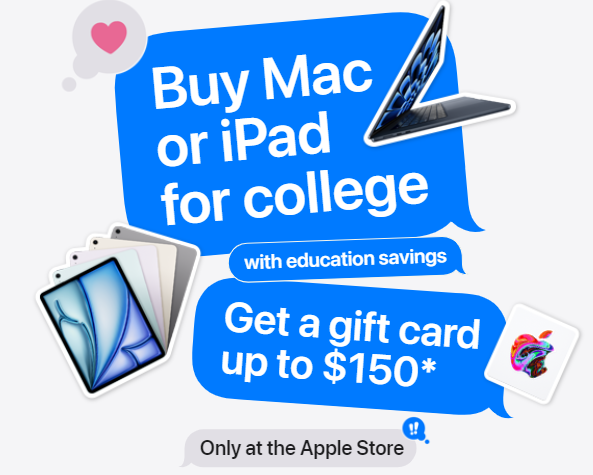 Buy Mac
or iPad
for college
with education savings
Get a gift card
up to $150*
Only at the Apple Store
!!